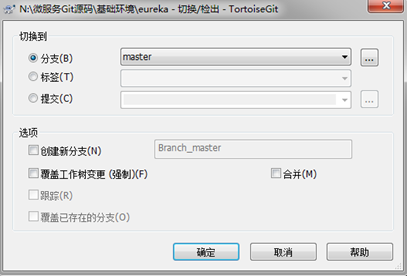 N:\微服务Git源码\基础环境\eureka - 切换/检出 - TortoiseGit
切换到
分支(B) master ...
标签(T)
提交(C) ...
选项
创建新分支(N) Branch_master
覆盖工作树变更 (强制)(F) 合并(M)
跟踪(R)
覆盖已存在的分支(O)
确定 取消 帮助